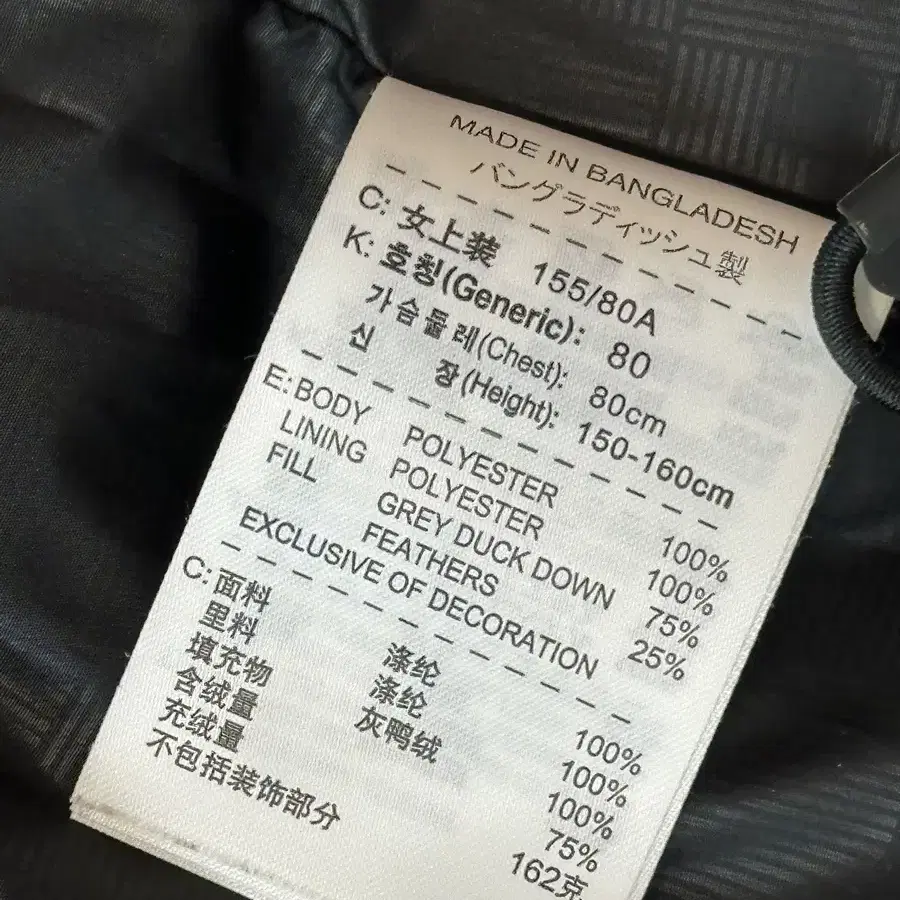 MADE IN BANGLADESH
バングラディッシュ製
C: 女上装 155/80A
K: 호칭(Generic): 80
가슴둘레(Chest): 80cm
신 장(Height): 150-160cm
E: BODY POLYESTER 100%
LINING POLYESTER 100%
FILL GREY DUCK DOWN 75%
FEATHERS 25%
EXCLUSIVE OF DECORATION
C: 面料 涤纶 100%
里料 涤纶 100%
填充物 灰鸭绒 100%
含绒量 75%
充绒量 162克
不包括装饰部分